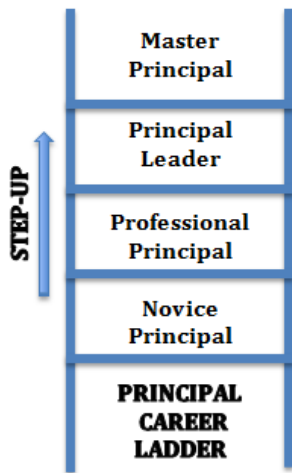 Master
Principal
Principal
Leader
STEP-UP
Professional
Principal
Novice
Principal
PRINCIPAL
CAREER
LADDER